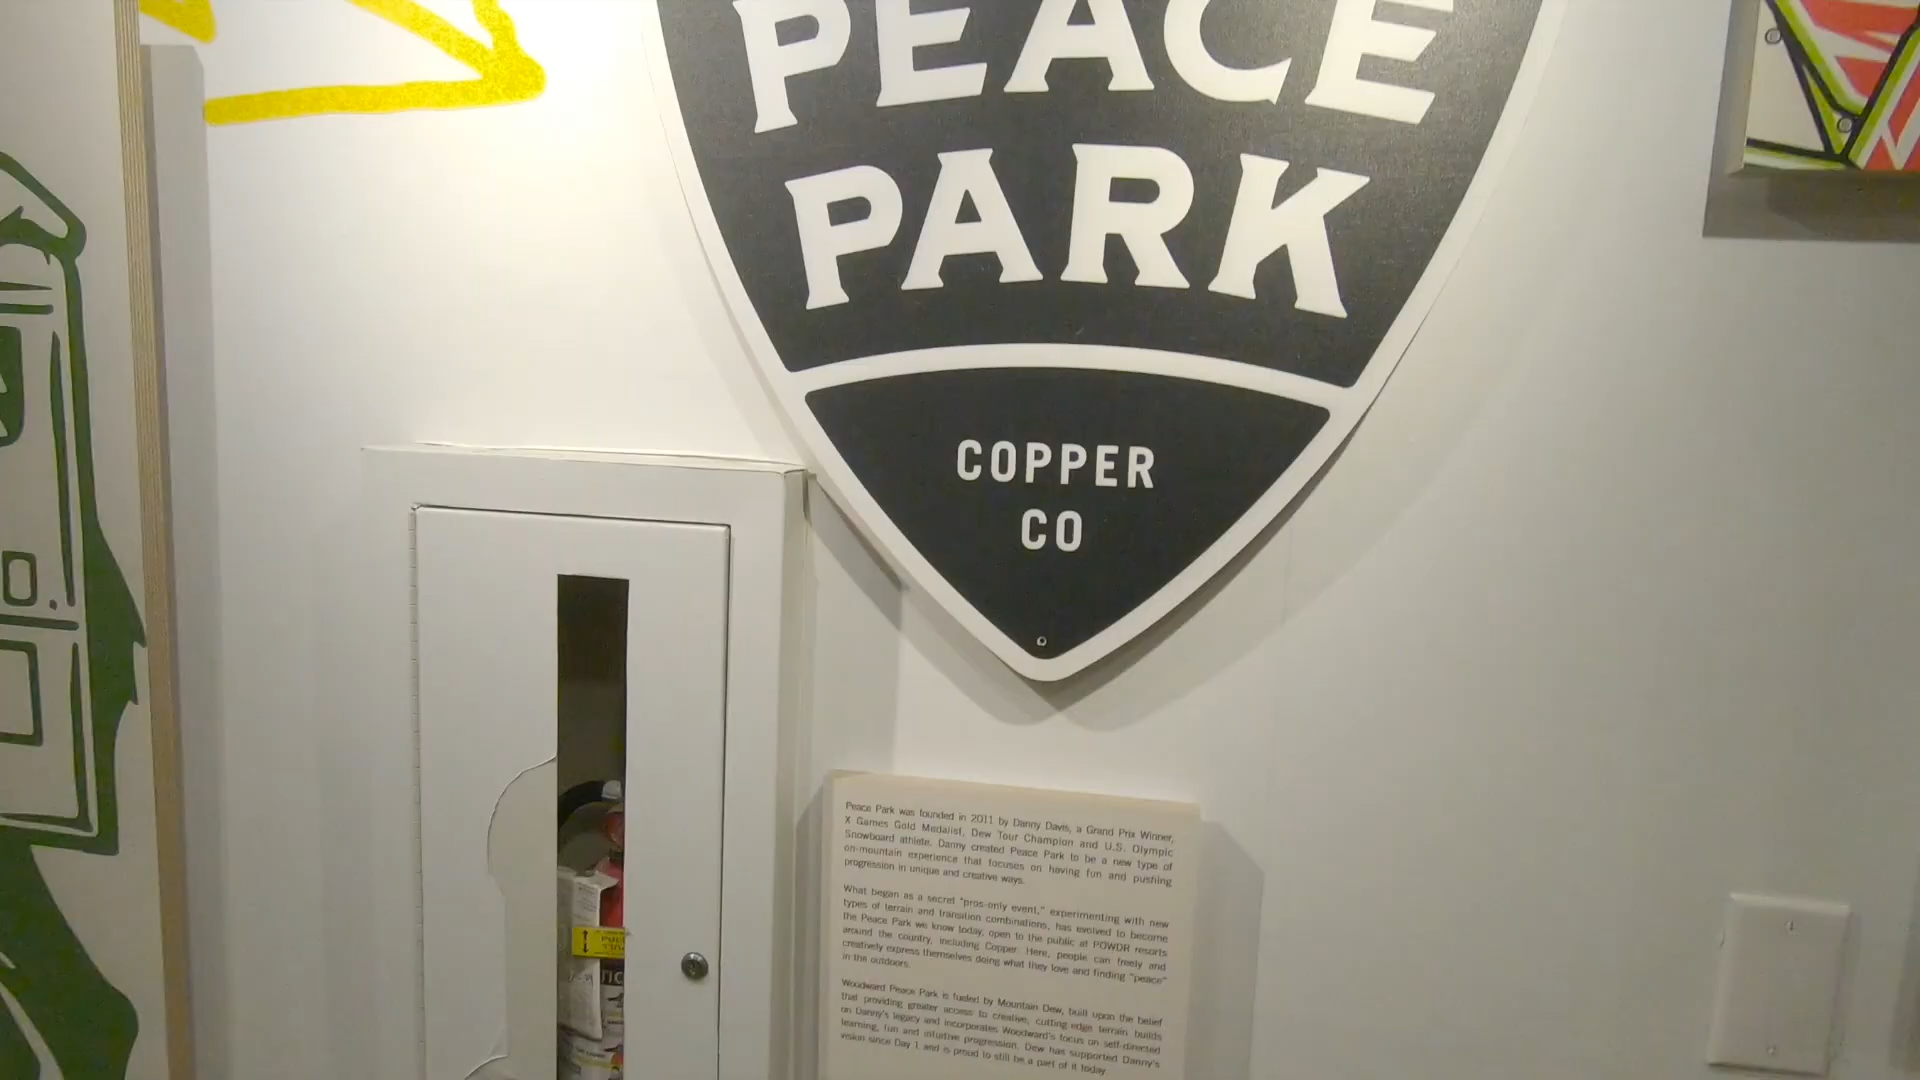 PEACE
PARK
COPPER
CO
Peace Park was founded in 2011 by Danny Davis, a Grand Prix Winner,
X Games Gold Medalist, Dew Tour Champion and U.S. Olympic
Snowboard athlete. Danny created Peace Park to be a new type of
on-mountain experience that focuses on having fun and pushing
progression in unique and creative ways.
What began as a secret "pros-only event," experimenting with new
types of terrain and transition combinations, has evolved to become
the Peace Park we know today, open to the public at POWDR resorts
around the country, including Copper. Here, people can freely and
creatively express themselves doing what they love and finding "peace"
in the outdoors.
Woodward Peace Park is fueled by Mountain Dew, built upon the belief
that providing greater access to creative, cutting edge terrain builds
on Danny's legacy and incorporates Woodward's focus on self-directed
learning, fun and intuitive progression. Dew has supported Danny's
vision since Day 1 and is proud to still be a part of it today